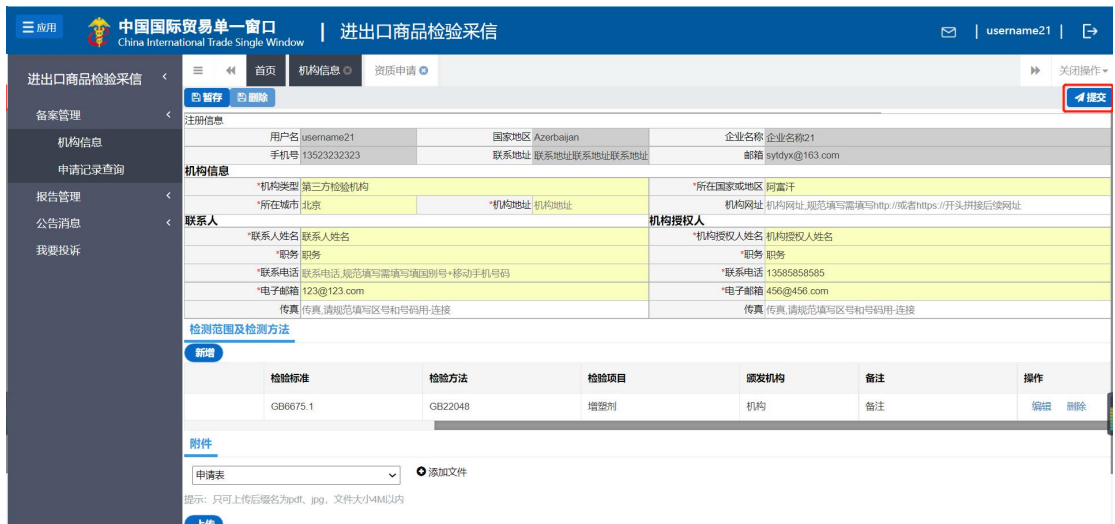 应用 中国国际贸易单一窗口 | 进出口商品检验采信 | username21 |
China International Trade Single Window
进出口商品检验采信 首页 机构信息 资质申请 关闭操作
暂存 删除 提交
备案管理
机构信息
申请记录查询
报告管理
公告消息
我要投诉
注册信息
用户名 username21 国家地区 Azerbaijan 企业名称 企业名称21
手机号 13523232323 联系地址 联系地址联系地址联系地址 邮箱 sytdyx@163.com
机构信息
*机构类型 第三方检验机构 *所在国家或地区 阿富汗
*所在城市 北京 *机构地址 机构地址 机构网址 机构网址,规范填写需填写http://或者https://开头拼接后续网址
联系人 机构授权人
*联系人姓名 联系人姓名 *机构授权人姓名 机构授权人姓名
*职务 职务 *职务 职务
*联系电话 联系电话,规范填写需填写填国别号+移动手机号码 *联系电话 13585858585
*电子邮箱 123@123.com *电子邮箱 456@456.com
传真 传真,请规范填写区号和号码用-连接 传真 传真,请规范填写区号和号码用-连接
检测范围及检测方法
新增
检验标准 检验方法 检验项目 颁发机构 备注 操作
GB6675.1 GB22048 增塑剂 机构 备注 编辑 删除
附件
申请表 添加文件
提示：只可上传后缀名为pdf、jpg，文件大小4M以内
上传